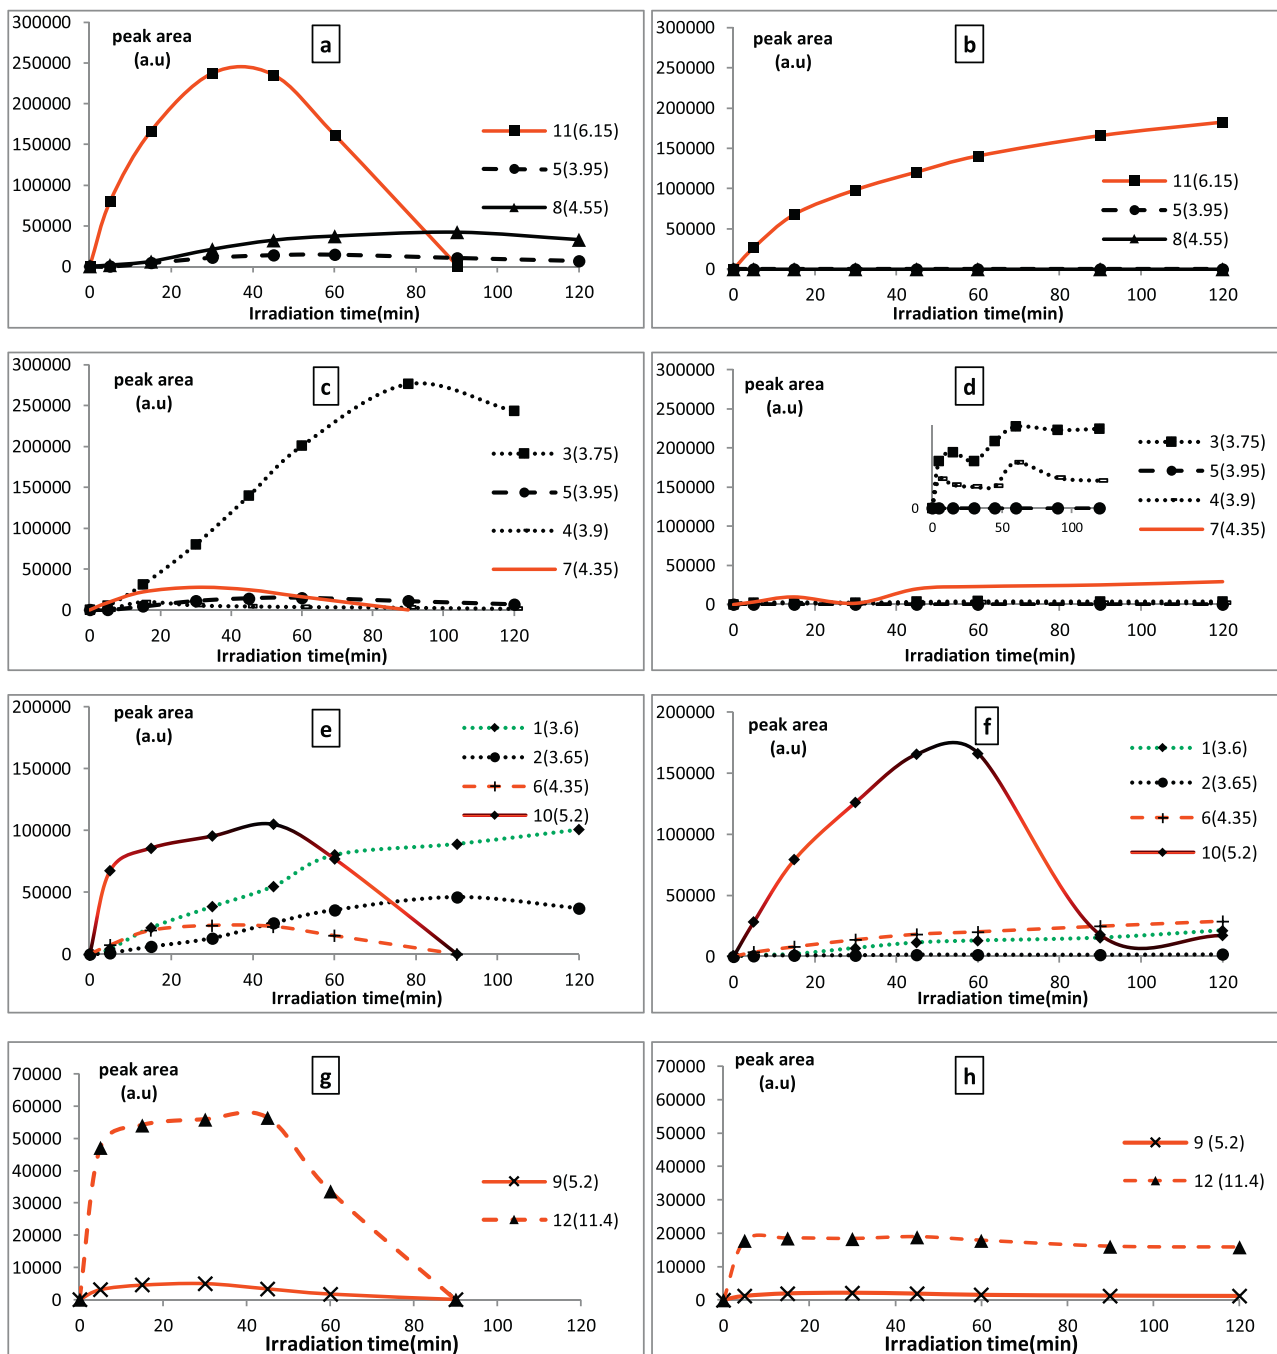 a
peak area
(a.u)
300000
250000
200000
150000
100000
50000
0
11(6.15)
5(3.95)
8(4.55)
0 20 40 60 80 100 120
Irradiation time(min)
b
peak area
(a.u)
300000
250000
200000
150000
100000
50000
0
11(6.15)
5(3.95)
8(4.55)
0 20 40 60 80 100 120
Irradiation time(min)
c
peak area
(a.u)
300000
250000
200000
150000
100000
50000
0
3(3.75)
5(3.95)
4(3.9)
7(4.35)
0 20 40 60 80 100 120
Irradiation time(min)
d
peak area
(a.u)
300000
250000
200000
150000
100000
50000
0
0
0 50 100
3(3.75)
5(3.95)
4(3.9)
7(4.35)
0 20 40 60 80 100 120
Irradiation time(min)
e
peak area
(a.u)
200000
150000
100000
50000
0
1(3.6)
2(3.65)
6(4.35)
10(5.2)
0 20 40 60 80 100 120
Irradiation time(min)
f
peak area
(a.u)
200000
150000
100000
50000
0
1(3.6)
2(3.65)
6(4.35)
10(5.2)
0 20 40 60 80 100 120
Irradiation time(min)
g
peak area
(a.u)
70000
60000
50000
40000
30000
20000
10000
0
9(5.2)
12(11.4)
0 20 40 60 80 100 120
Irradiation time(min)
h
peak area
(a.u)
70000
60000
50000
40000
30000
20000
10000
0
9 (5.2)
12 (11.4)
0 20 40 60 80 100 120
Irradiation time(min)